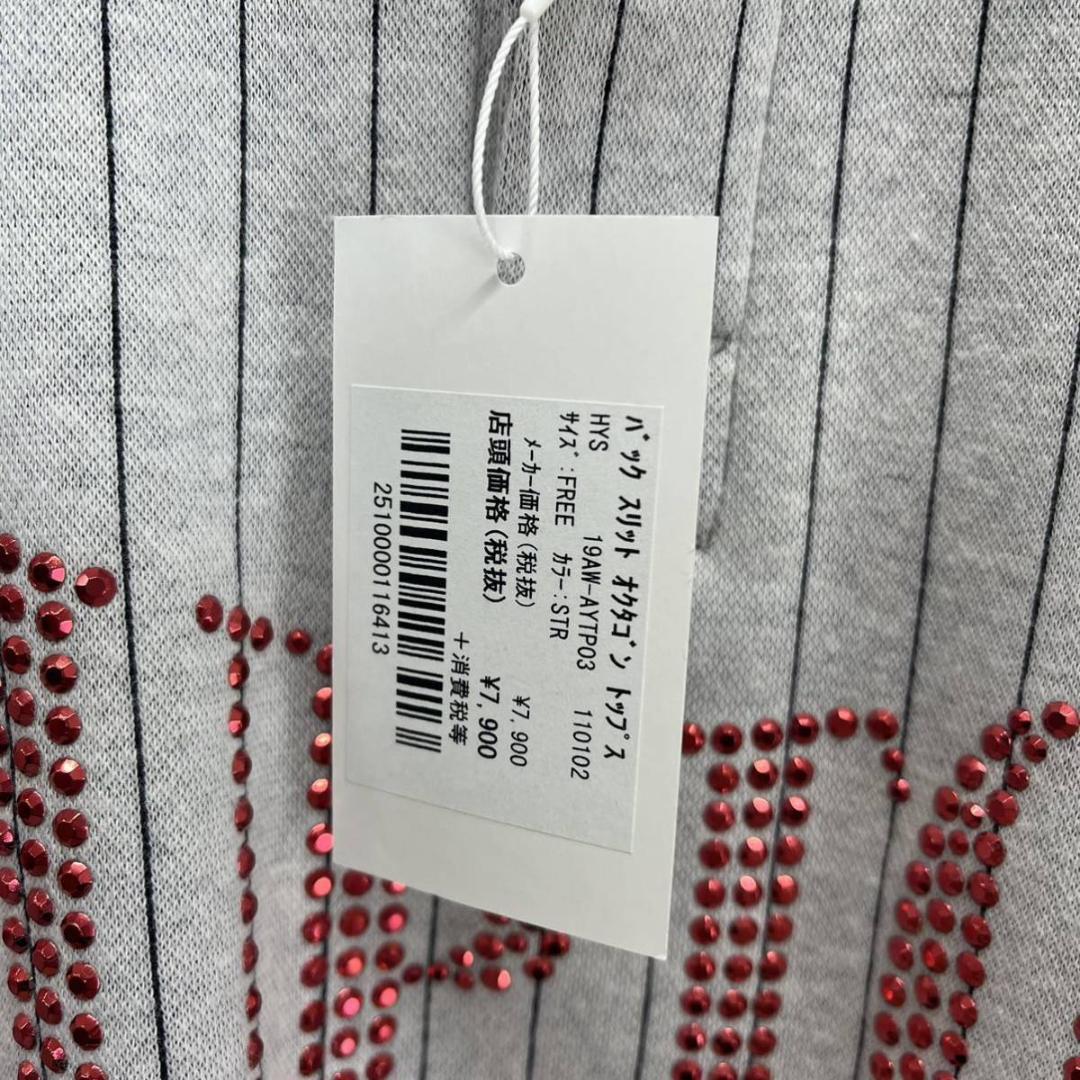 ﾊﾞｯｸ ｽﾘｯﾄ ｵｸﾀｺﾞﾝ ﾄｯﾌﾟｽ
HYS 19AW-AYTP03 110102
ｻｲｽﾞ:FREE ｶﾗｰ:STR
ﾒｰｶｰ価格(税抜) ¥7,900
店頭価格(税抜) ¥7,900
＋消費税等
2510000116413